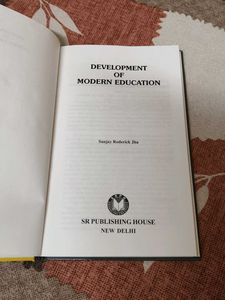 DEVELOPMENT
OF
MODERN EDUCATION
Sanjay Roderick Jha
SR PUBLISHING HOUSE
NEW DELHI